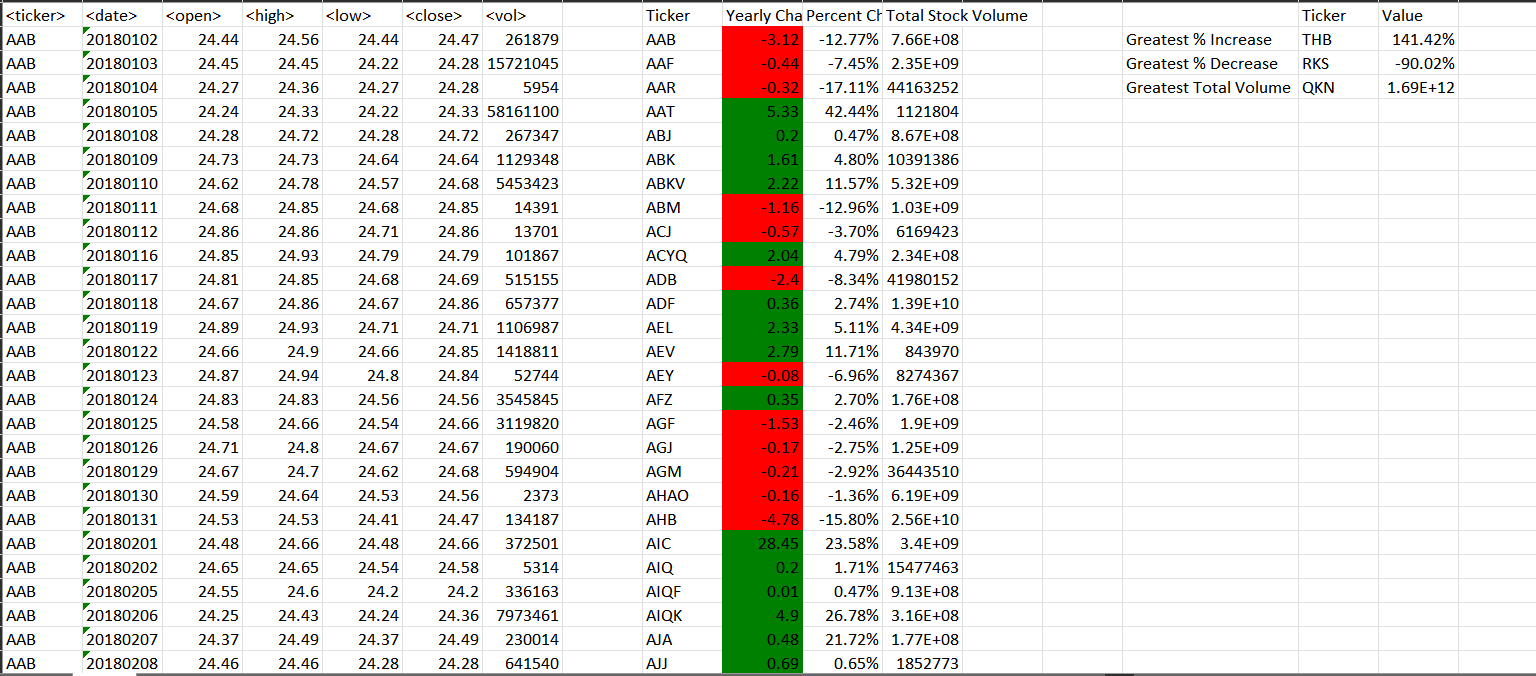 <ticker> <date> <open> <high> <low> <close> <vol> Ticker Yearly Cha Percent Ch Total Stock Volume Ticker Value
AAB 20180102 24.44 24.56 24.44 24.47 261879 AAB -3.12 -12.77% 7.66E+08 Greatest % Increase THB 141.42%
AAB 20180103 24.45 24.45 24.22 24.28 15721045 AAF -0.44 -7.45% 2.35E+09 Greatest % Decrease RKS -90.02%
AAB 20180104 24.27 24.36 24.27 24.28 5954 AAR -0.32 -17.11% 44163252 Greatest Total Volume QKN 1.69E+12
AAB 20180105 24.24 24.33 24.22 24.33 58161100 AAT 5.33 42.44% 1121804
AAB 20180108 24.28 24.72 24.28 24.72 267347 ABJ 0.2 0.47% 8.67E+08
AAB 20180109 24.73 24.73 24.64 24.64 1129348 ABK 1.61 4.80% 10391386
AAB 20180110 24.62 24.78 24.57 24.68 5453423 ABKV 2.22 11.57% 5.32E+09
AAB 20180111 24.68 24.85 24.68 24.85 14391 ABM -1.16 -12.96% 1.03E+09
AAB 20180112 24.86 24.86 24.71 24.86 13701 ACJ -0.57 -3.70% 6169423
AAB 20180116 24.85 24.93 24.79 24.79 101867 ACYQ 2.04 4.79% 2.34E+08
AAB 20180117 24.81 24.85 24.68 24.69 515155 ADB -2.4 -8.34% 41980152
AAB 20180118 24.67 24.86 24.67 24.86 657377 ADF 0.36 2.74% 1.39E+10
AAB 20180119 24.89 24.93 24.71 24.71 1106987 AEL 2.33 5.11% 4.34E+09
AAB 20180122 24.66 24.9 24.66 24.85 1418811 AEV 2.79 11.71% 843970
AAB 20180123 24.87 24.94 24.8 24.84 52744 AEY -0.08 -6.96% 8274367
AAB 20180124 24.83 24.83 24.56 24.56 3545845 AFZ 0.35 2.70% 1.76E+08
AAB 20180125 24.58 24.66 24.54 24.66 3119820 AGF -1.53 -2.46% 1.9E+09
AAB 20180126 24.71 24.8 24.67 24.67 190060 AGJ -0.17 -2.75% 1.25E+09
AAB 20180129 24.67 24.7 24.62 24.68 594904 AGM -0.21 -2.92% 36443510
AAB 20180130 24.59 24.64 24.53 24.56 2373 AHAO -0.16 -1.36% 6.19E+09
AAB 20180131 24.53 24.53 24.41 24.47 134187 AHB -4.78 -15.80% 2.56E+10
AAB 20180201 24.48 24.66 24.48 24.66 372501 AIC 28.45 23.58% 3.4E+09
AAB 20180202 24.65 24.65 24.54 24.58 5314 AIQ 0.2 1.71% 15477463
AAB 20180205 24.55 24.6 24.2 24.2 336163 AIQF 0.01 0.47% 9.13E+08
AAB 20180206 24.25 24.43 24.24 24.36 7973461 AIQK 4.9 26.78% 3.16E+08
AAB 20180207 24.37 24.49 24.37 24.49 230014 AJA 0.48 21.72% 1.77E+08
AAB 20180208 24.46 24.46 24.28 24.28 641540 AJJ 0.69 0.65% 1852773